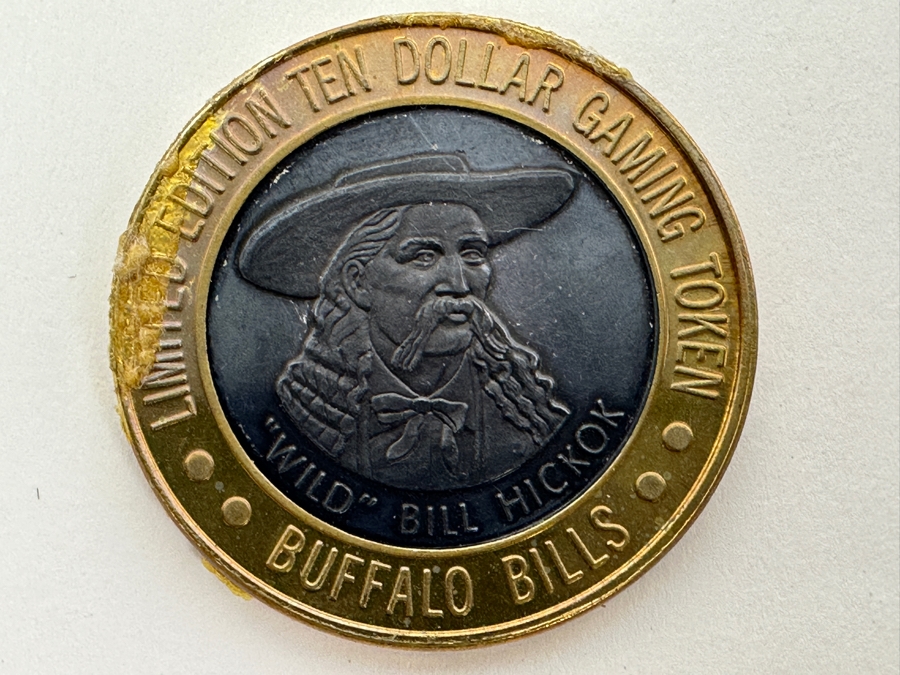 LIMITED EDITION TEN DOLLAR GAMING TOKEN
"WILD" BILL HICKOK
BUFFALO BILLS